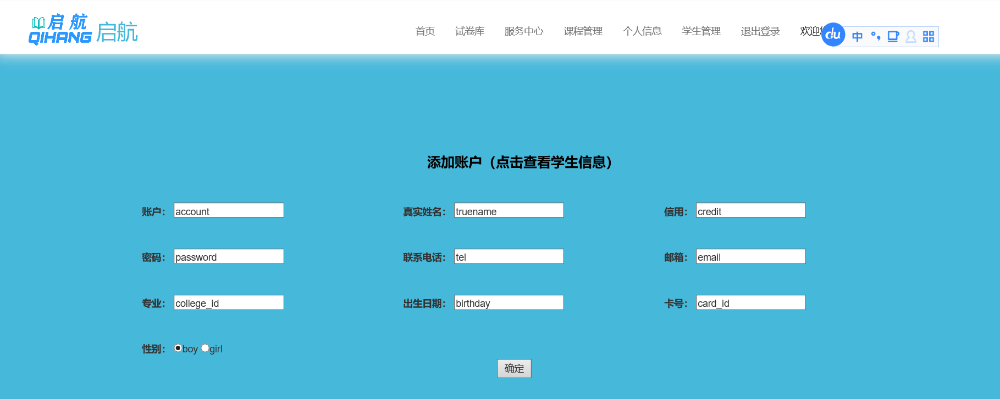 启航
QIHANG
启航
首页 试卷库 服务中心 课程管理 个人信息 学生管理 退出登录 欢迎
du 中
添加账户（点击查看学生信息）
账户： account 真实姓名： truename 信用： credit
密码： password 联系电话： tel 邮箱： email
专业： college_id 出生日期： birthday 卡号： card_id
性别： boy girl
确定